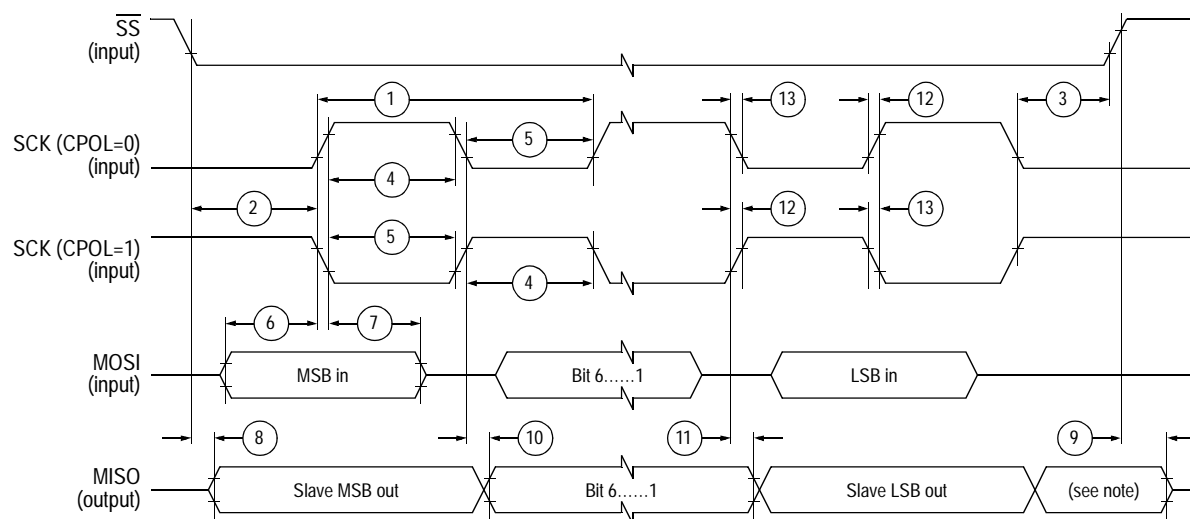 SS
(input)
1
13
12
3
SCK (CPOL=0)
(input)
5
4
2
12
13
SCK (CPOL=1)
(input)
5
4
6
7
MOSI
(input)
MSB in
Bit 6......1
LSB in
8
10
11
9
MISO
(output)
Slave MSB out
Bit 6......1
Slave LSB out
(see note)